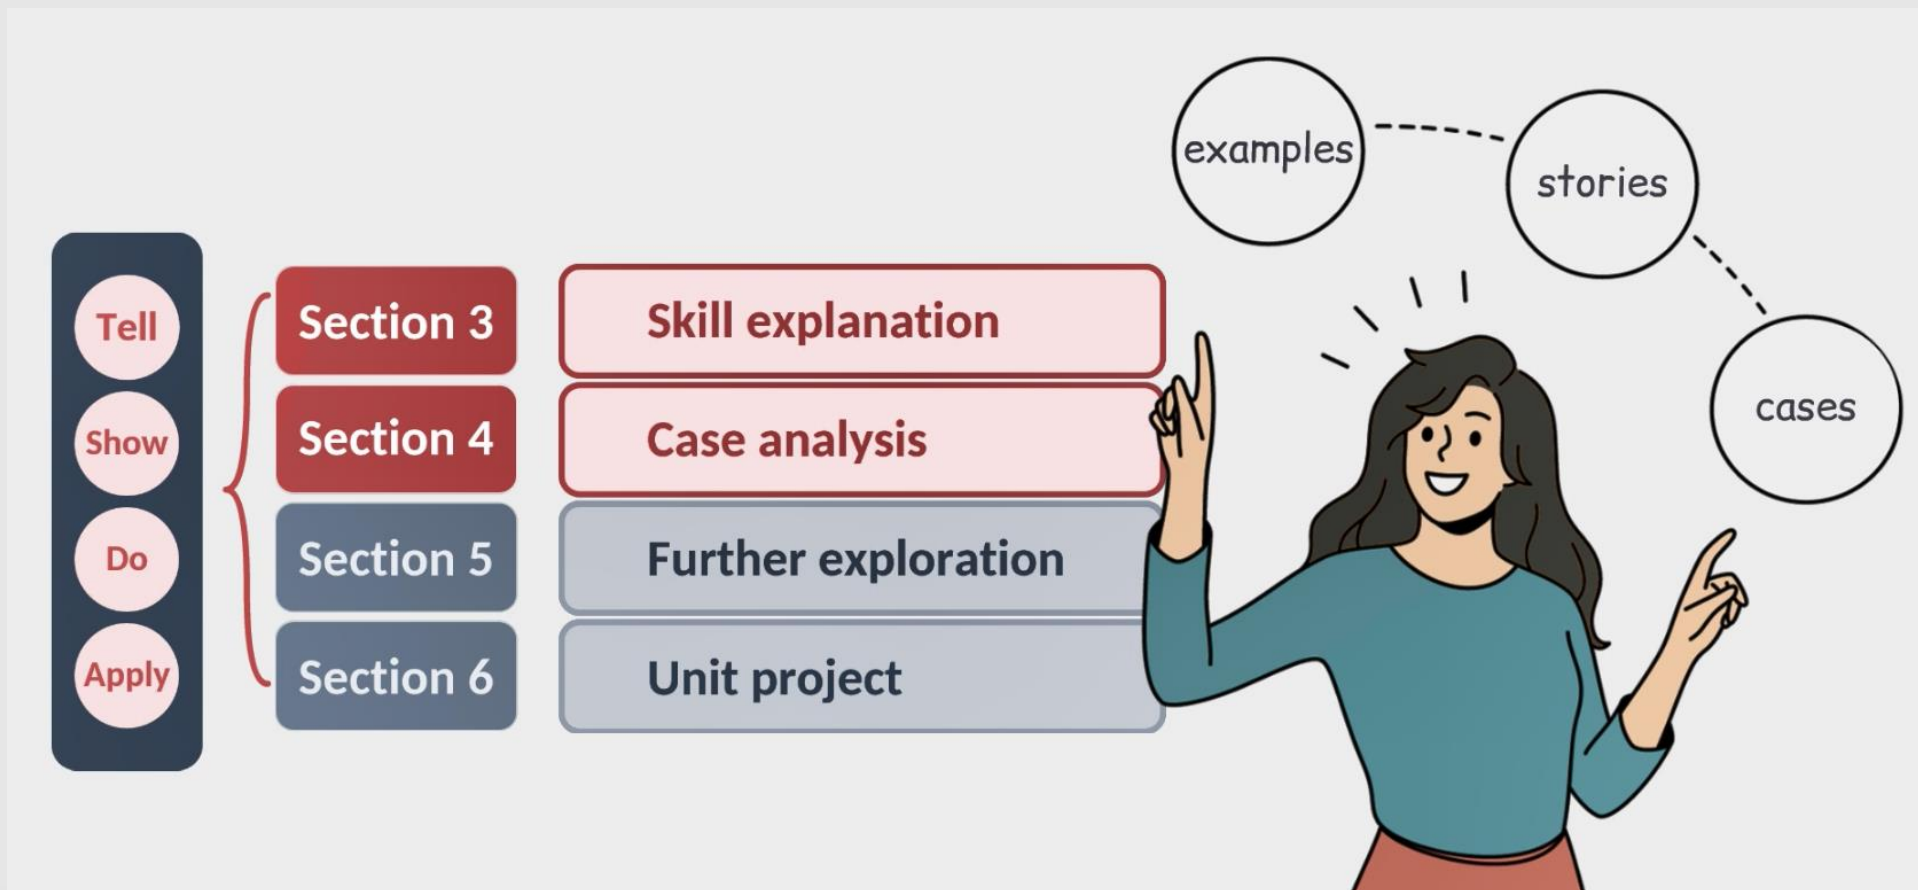 Tell
Show
Do
Apply
Section 3
Skill explanation
Section 4
Case analysis
Section 5
Further exploration
Section 6
Unit project
examples
stories
cases